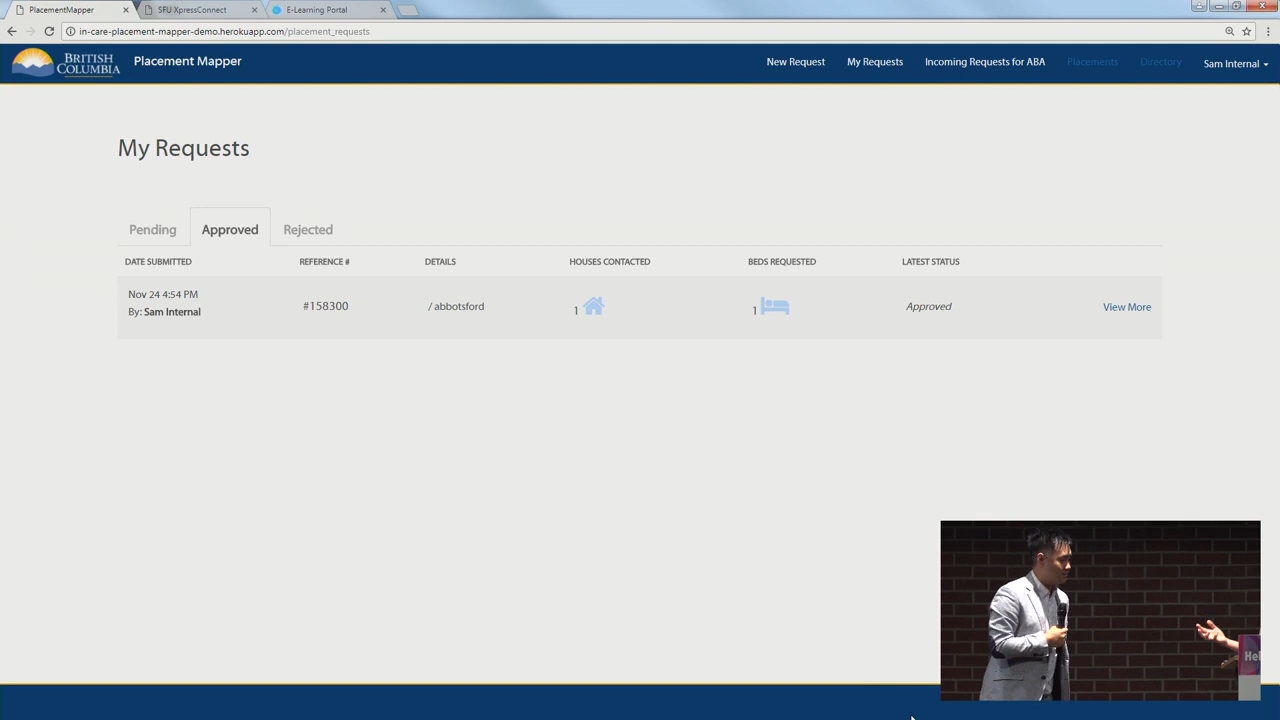 PlacementMapper
SFU XpressConnect
E-Learning Portal
in-care-placement-mapper-demo.herokuapp.com/placement_requests
BRITISH
COLUMBIA
Placement Mapper
New Request
My Requests
Incoming Requests for ABA
Placements
Directory
Sam Internal
My Requests
Pending
Approved
Rejected
DATE SUBMITTED
REFERENCE #
DETAILS
HOUSES CONTACTED
BEDS REQUESTED
LATEST STATUS
Nov 24 4:54 PM
By: Sam Internal
#158300
/ abbotsford
1
1
Approved
View More